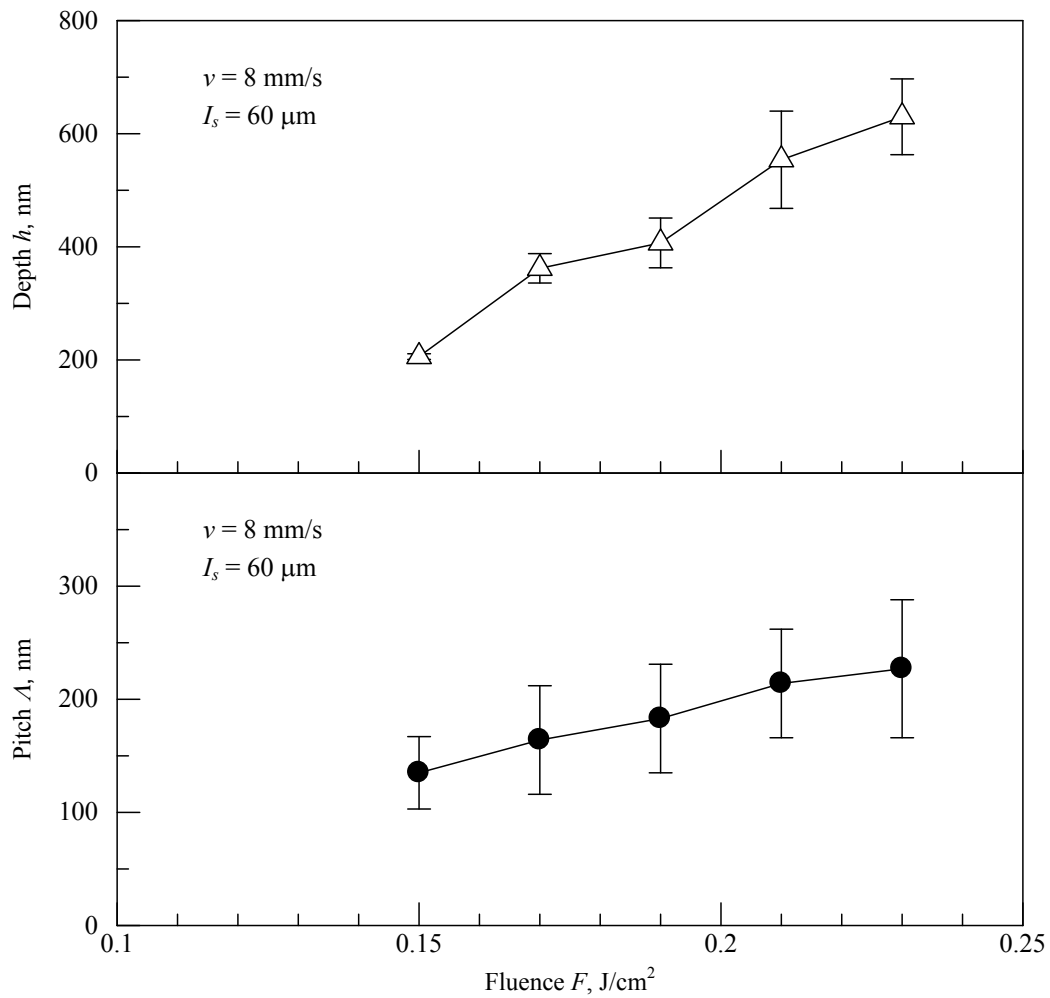 800
600
400
200
0
Depth h, nm
v = 8 mm/s
I_s = 60 μm
300
200
100
0
Pitch Λ, nm
v = 8 mm/s
I_s = 60 μm
0.1 0.15 0.2 0.25
Fluence F, J/cm²